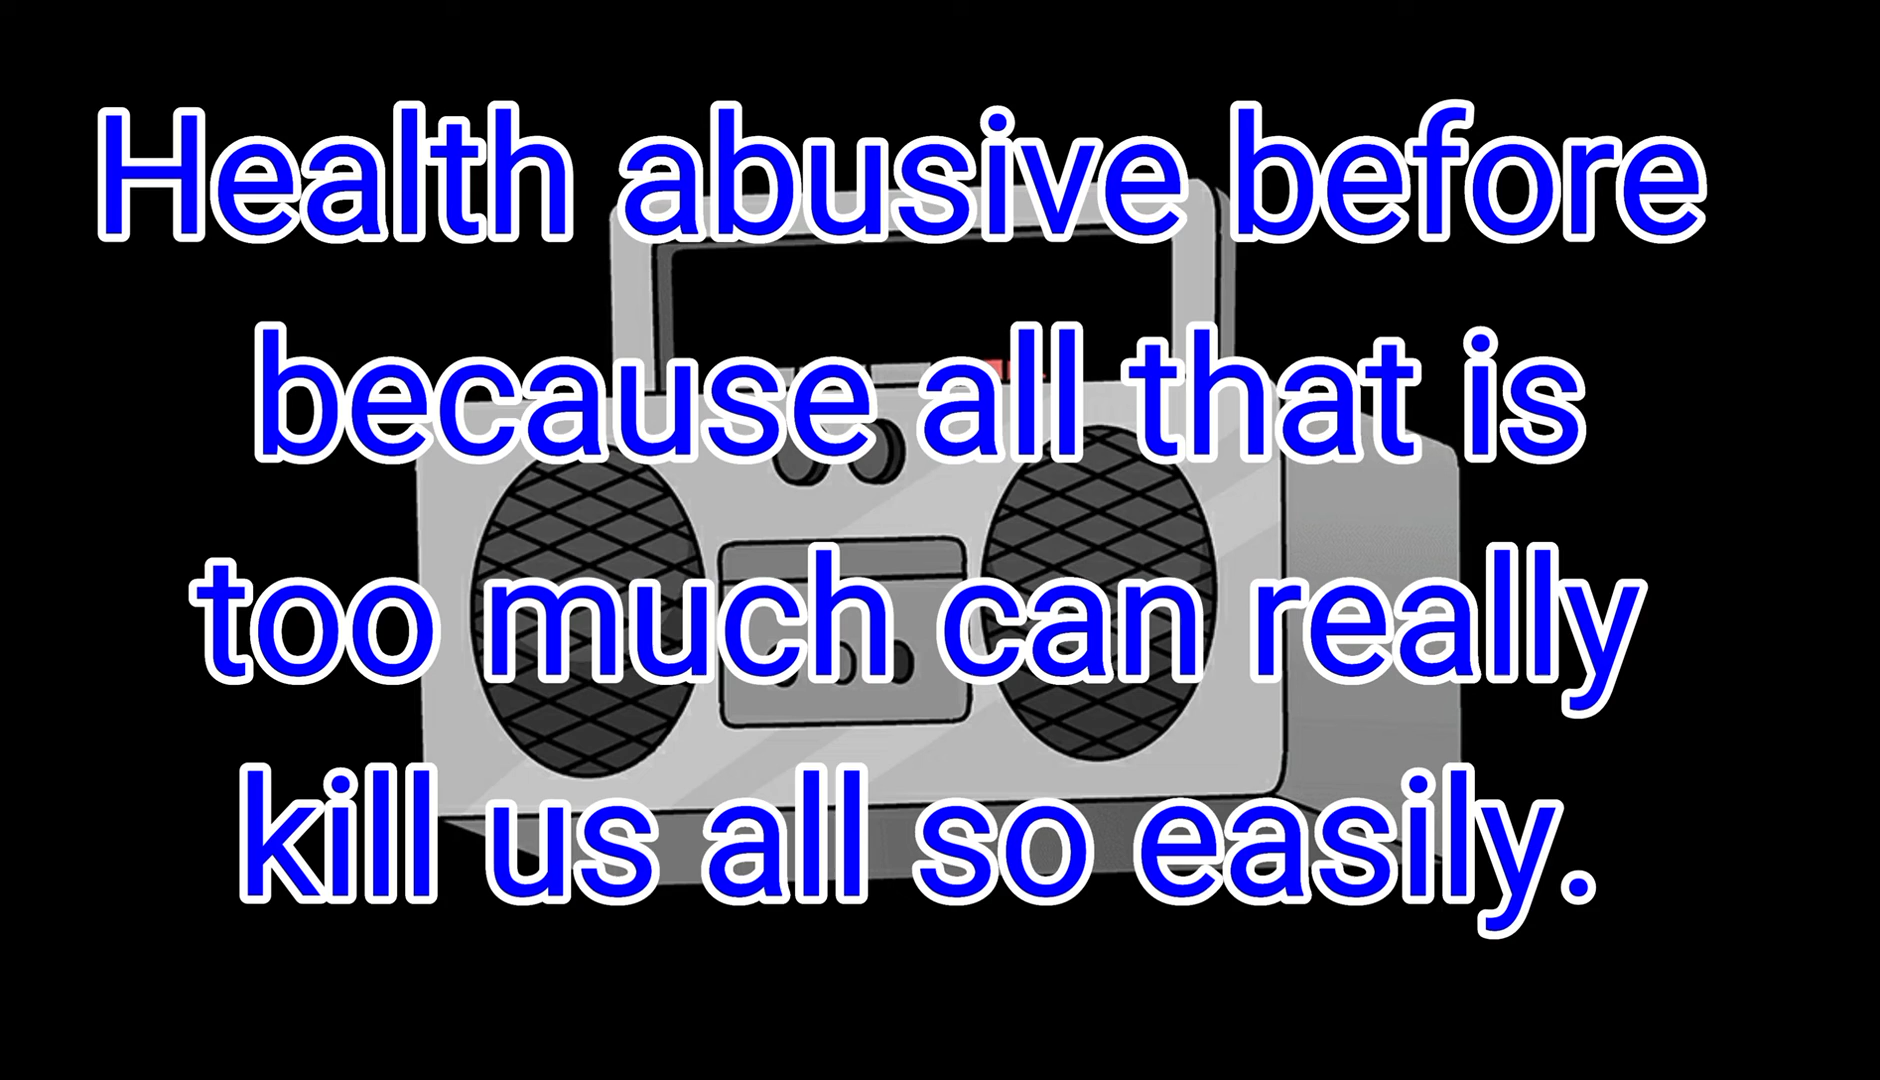 Health abusive before
because all that is
too much can really
kill us all so easily.